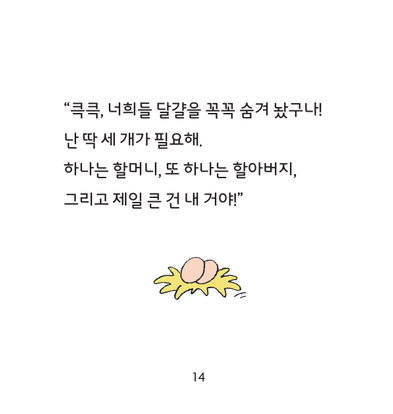 “큭큭, 너희들 달걀을 꼭꼭 숨겨 놨구나!
난 딱 세 개가 필요해.
하나는 할머니, 또 하나는 할아버지,
그리고 제일 큰 건 내 거야!”
14